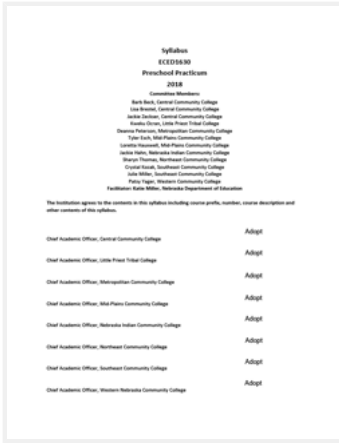 Syllabus
ECED1630
Preschool Practicum
2018
Committee Members:
Barb Beck, Central Community College
Lisa Brestel, Central Community College
Jackie Zeckser, Central Community College
Kwaku Ocran, Little Priest Tribal College
Deanna Peterson, Metropolitan Community College
Tyler Esch, Mid-Plains Community College
Loretta Hauxwell, Mid-Plains Community College
Jackie Hahn, Nebraska Indian Community College
Sharyn Thomas, Northeast Community College
Crystal Kozak, Southeast Community College
Julie Miller, Southeast Community College
Patsy Yager, Western Community College
Facilitator: Katie Miller, Nebraska Department of Education
The Institution agrees to the contents in this syllabus including course prefix, number, course description and
other contents of this syllabus.
Adopt
Chief Academic Officer, Central Community College
Adopt
Chief Academic Officer, Little Priest Tribal College
Adopt
Chief Academic Officer, Metropolitan Community College
Adopt
Chief Academic Officer, Mid-Plains Community College
Adopt
Chief Academic Officer, Nebraska Indian Community College
Adopt
Chief Academic Officer, Northeast Community College
Adopt
Chief Academic Officer, Southeast Community College
Adopt
Chief Academic Officer, Western Nebraska Community College